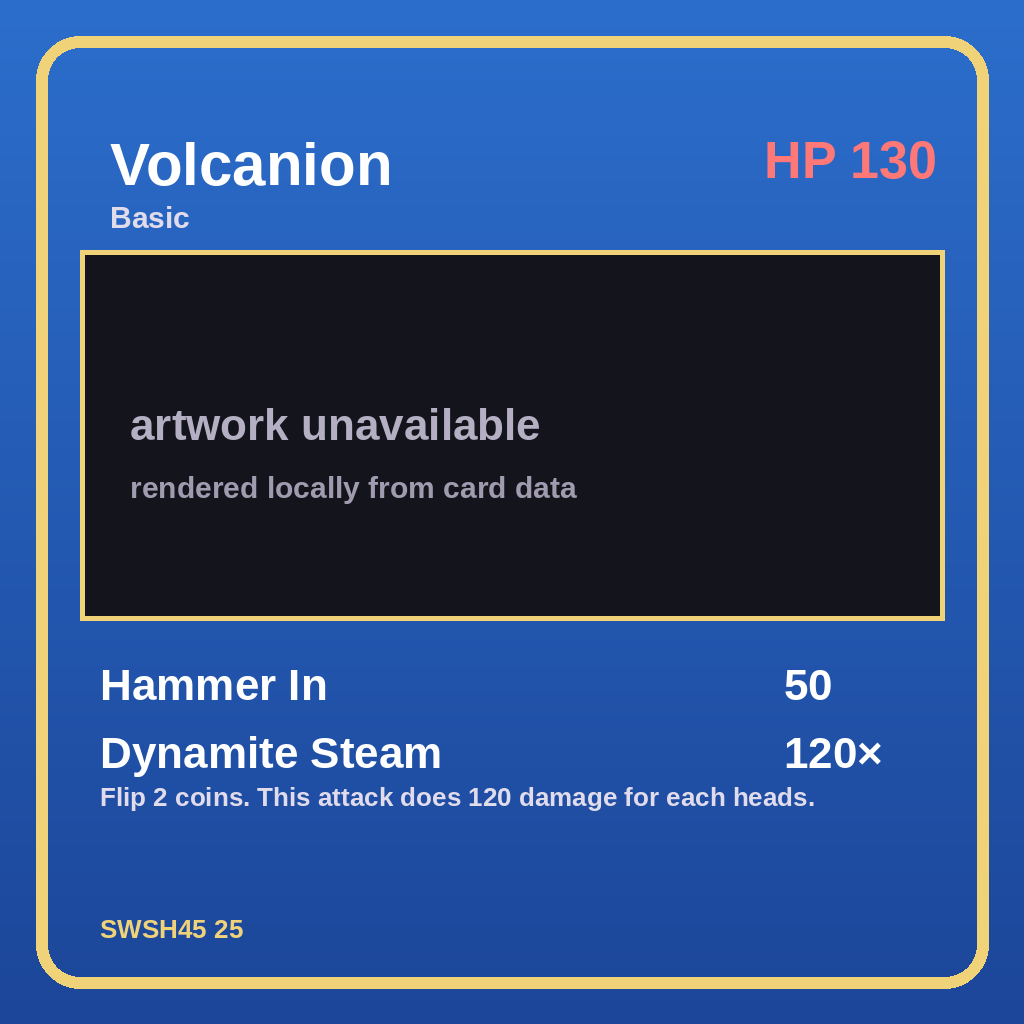 Volcanion
HP 130
Basic
artwork unavailable
rendered locally from card data
Hammer In 50
Dynamite Steam 120×
Flip 2 coins. This attack does 120 damage for each heads.
SWSH45 25